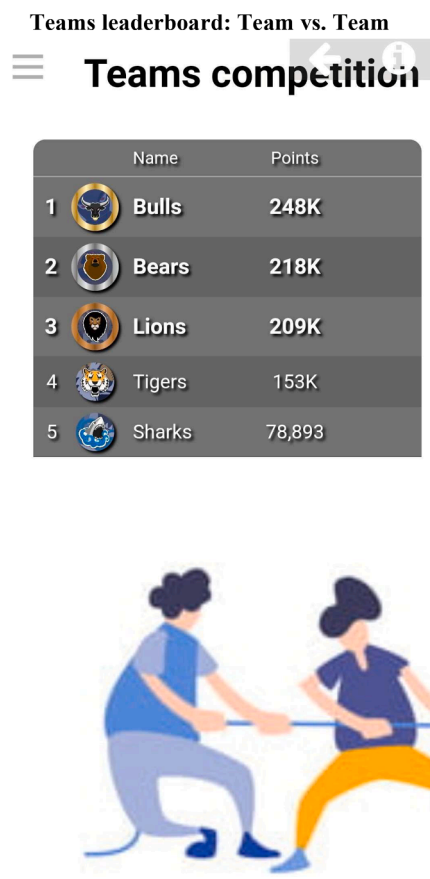 Teams leaderboard: Team vs. Team
Teams competition
Name Points
1 Bulls 248K
2 Bears 218K
3 Lions 209K
4 Tigers 153K
5 Sharks 78,893